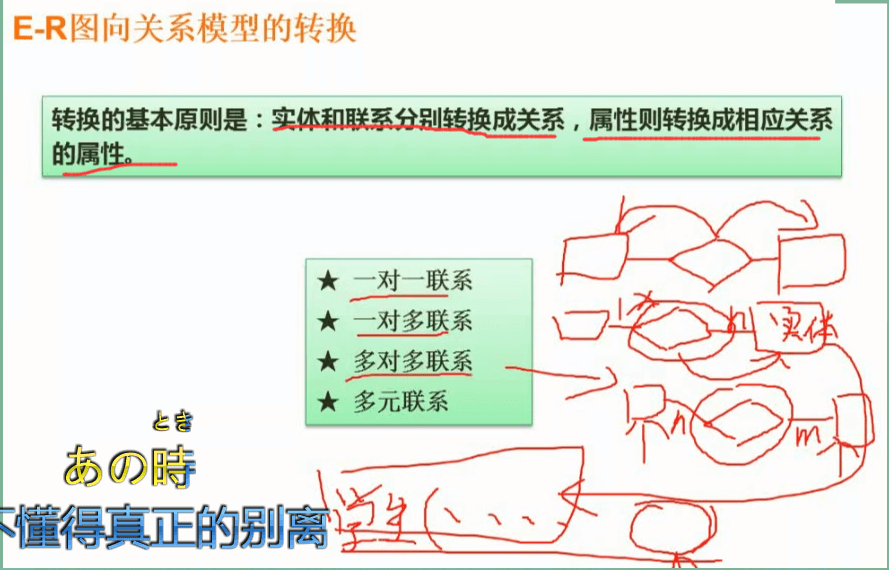 E-R图向关系模型的转换
转换的基本原则是：实体和联系分别转换成关系，属性则转换成相应关系
的属性。
★ 一对一联系
★ 一对多联系
★ 多对多联系
★ 多元联系
1
n
实体
n
m
学生(、、、、
とき
あの時
不懂得真正的别离